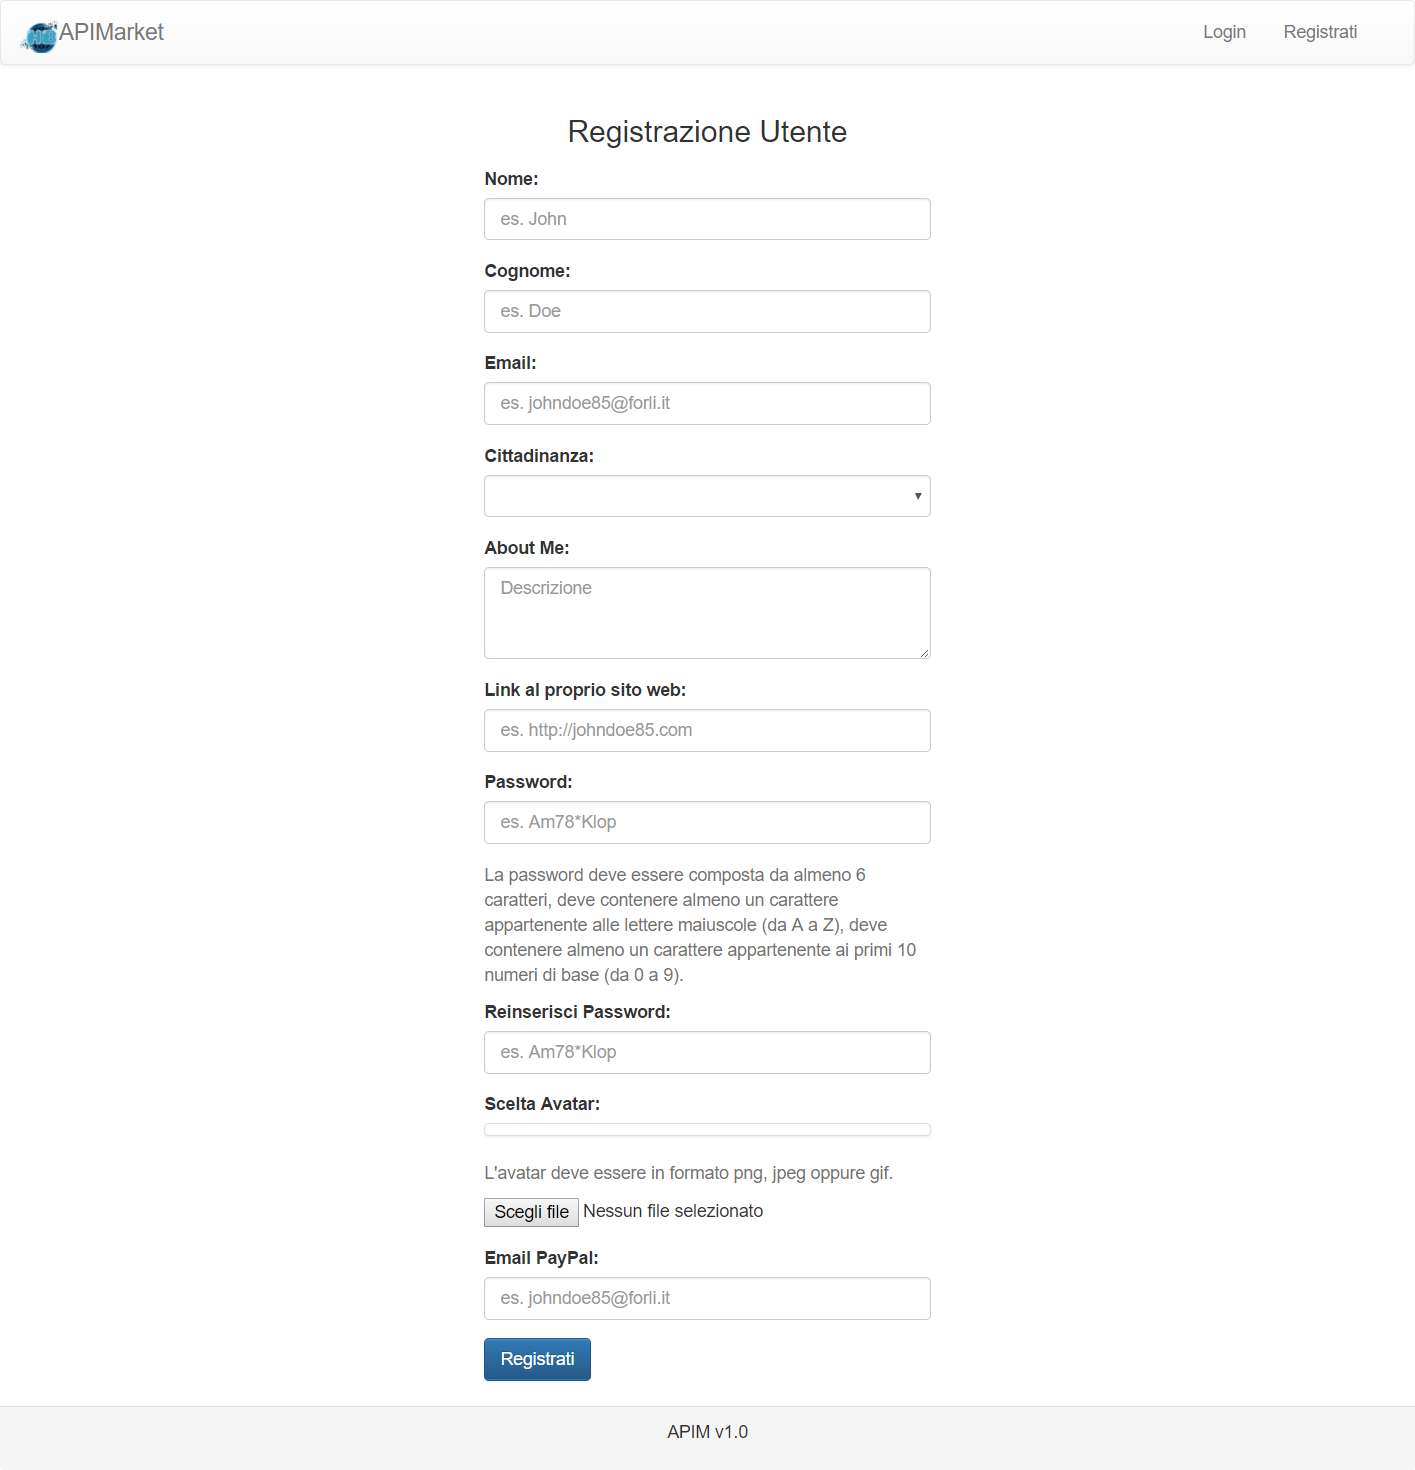 APIMarket
Login
Registrati
Registrazione Utente
Nome:
es. John
Cognome:
es. Doe
Email:
es. johndoe85@forli.it
Cittadinanza:
About Me:
Descrizione
Link al proprio sito web:
es. http://johndoe85.com
Password:
es. Am78*Klop
La password deve essere composta da almeno 6
caratteri, deve contenere almeno un carattere
appartenente alle lettere maiuscole (da A a Z), deve
contenere almeno un carattere appartenente ai primi 10
numeri di base (da 0 a 9).
Reinserisci Password:
es. Am78*Klop
Scelta Avatar:
L'avatar deve essere in formato png, jpeg oppure gif.
Scegli file Nessun file selezionato
Email PayPal:
es. johndoe85@forli.it
Registrati
APIM v1.0